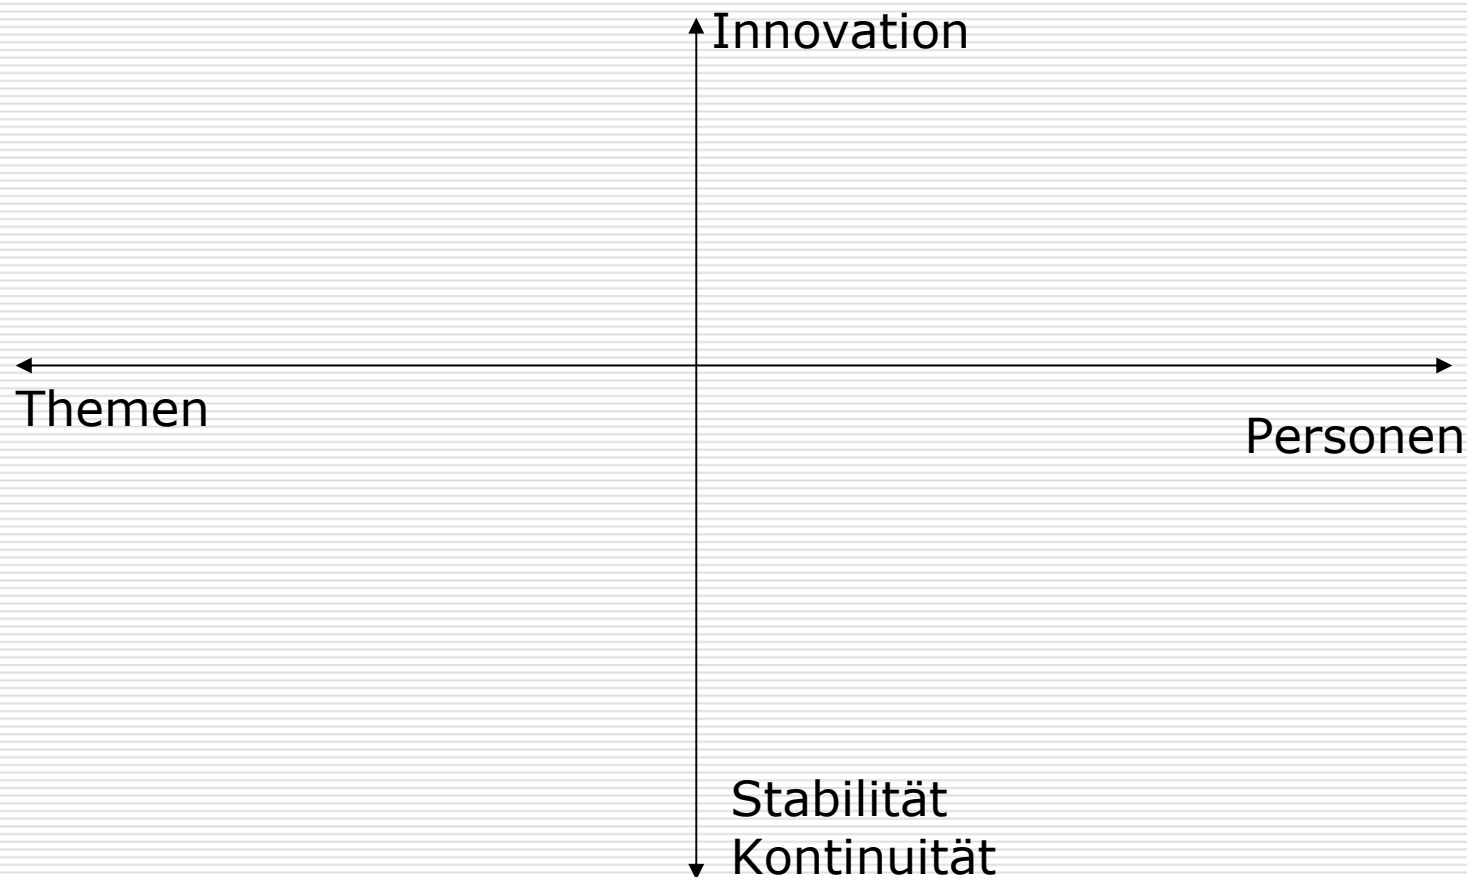 Innovation
Themen
Personen
Stabilität
Kontinuität